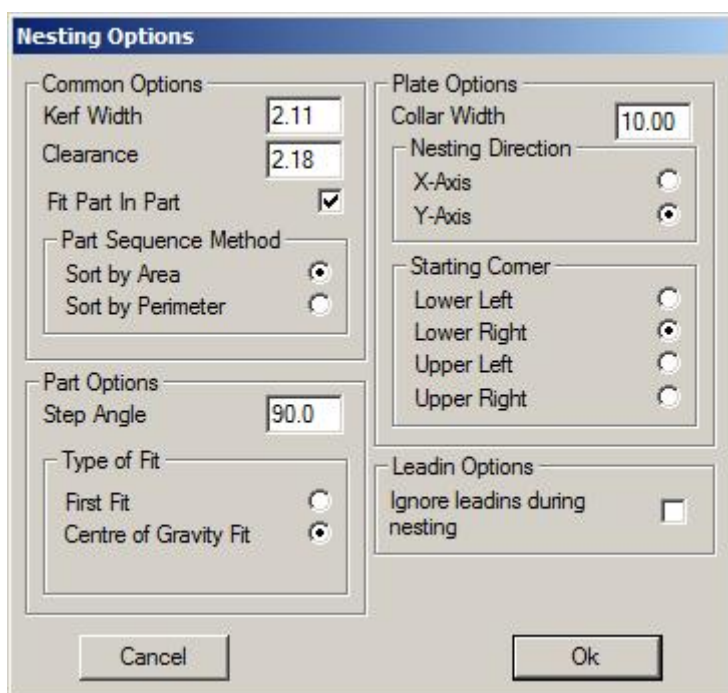 Nesting Options
Common Options
Kerf Width 2.11
Clearance 2.18
Fit Part In Part
Part Sequence Method
Sort by Area
Sort by Perimeter
Part Options
Step Angle 90.0
Type of Fit
First Fit
Centre of Gravity Fit
Plate Options
Collar Width 10.00
Nesting Direction
X-Axis
Y-Axis
Starting Corner
Lower Left
Lower Right
Upper Left
Upper Right
Leadin Options
Ignore leadins during
nesting
Cancel
Ok